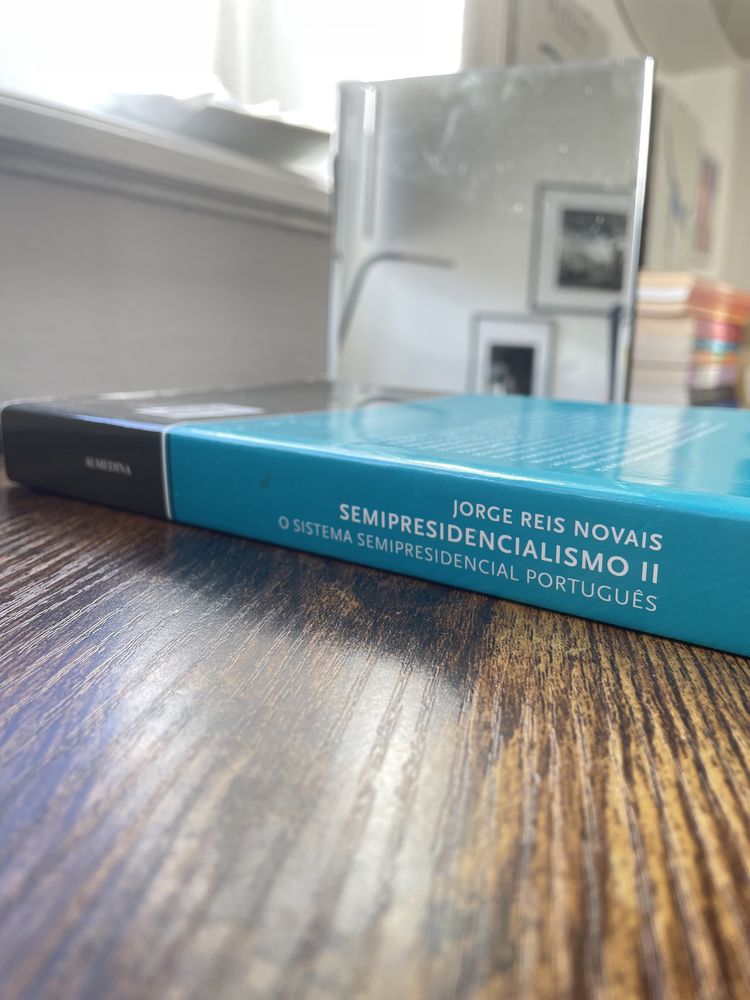 ALMEDINA
JORGE REIS NOVAIS
SEMIPRESIDENCIALISMO II
O SISTEMA SEMIPRESIDENCIAL PORTUGUÊS